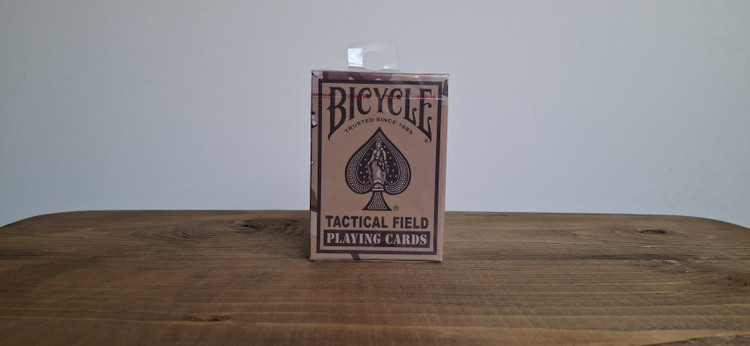 BICYCLE
®
TRUSTED SINCE 1885
®
TACTICAL FIELD
PLAYING CARDS